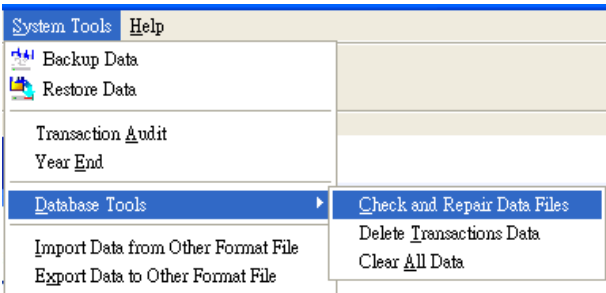 System Tools Help
Backup Data
Restore Data
Transaction Audit
Year End
Database Tools
Check and Repair Data Files
Delete Transactions Data
Clear All Data
Import Data from Other Format File
Export Data to Other Format File